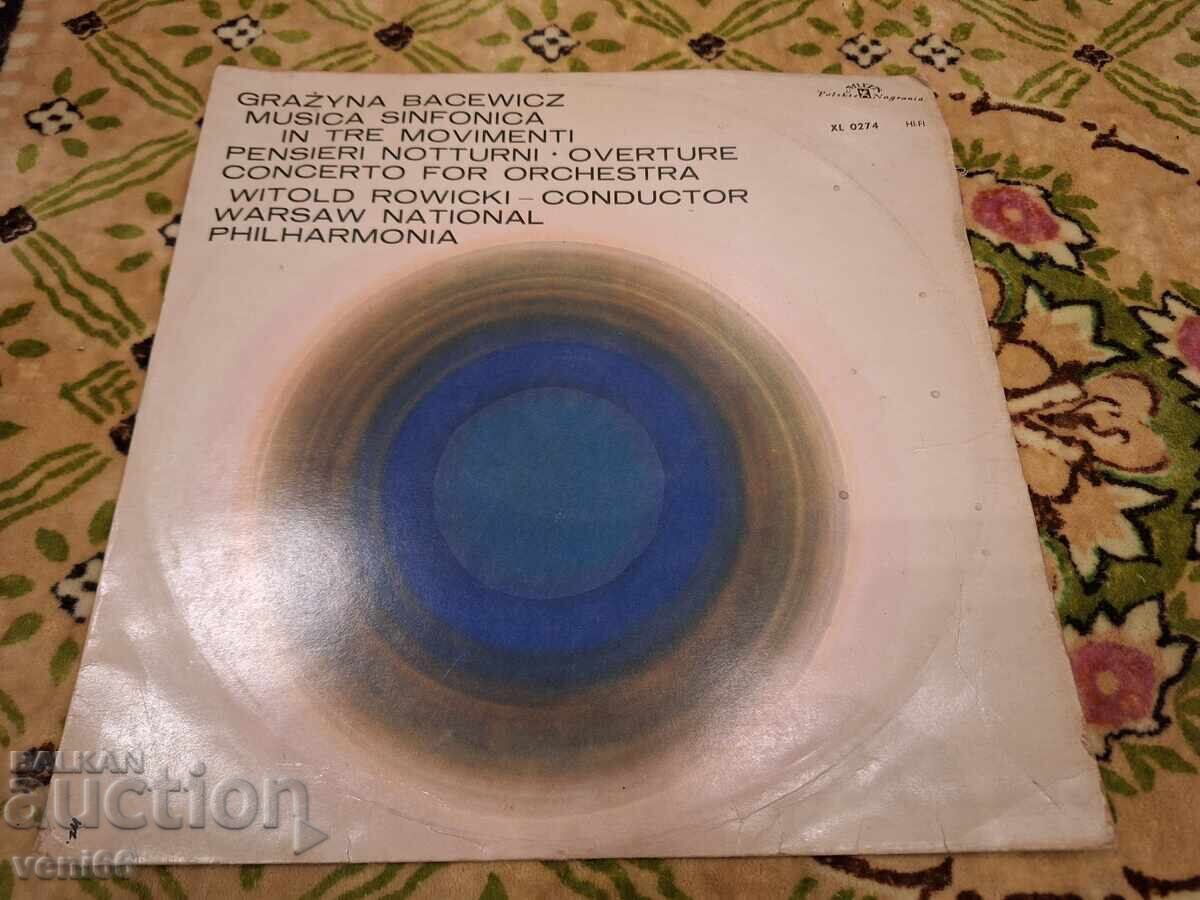 GRAŻYNA BACEWICZ
MUSICA SINFONICA
IN TRE MOVIMENTI
PENSIERI NOTTURNI · OVERTURE
CONCERTO FOR ORCHESTRA
WITOLD ROWICKI – CONDUCTOR
WARSAW NATIONAL
PHILHARMONIA
MUZA
Polskie Nagrania
XL 0274 HI-FI
BALKAN
auction
veni66